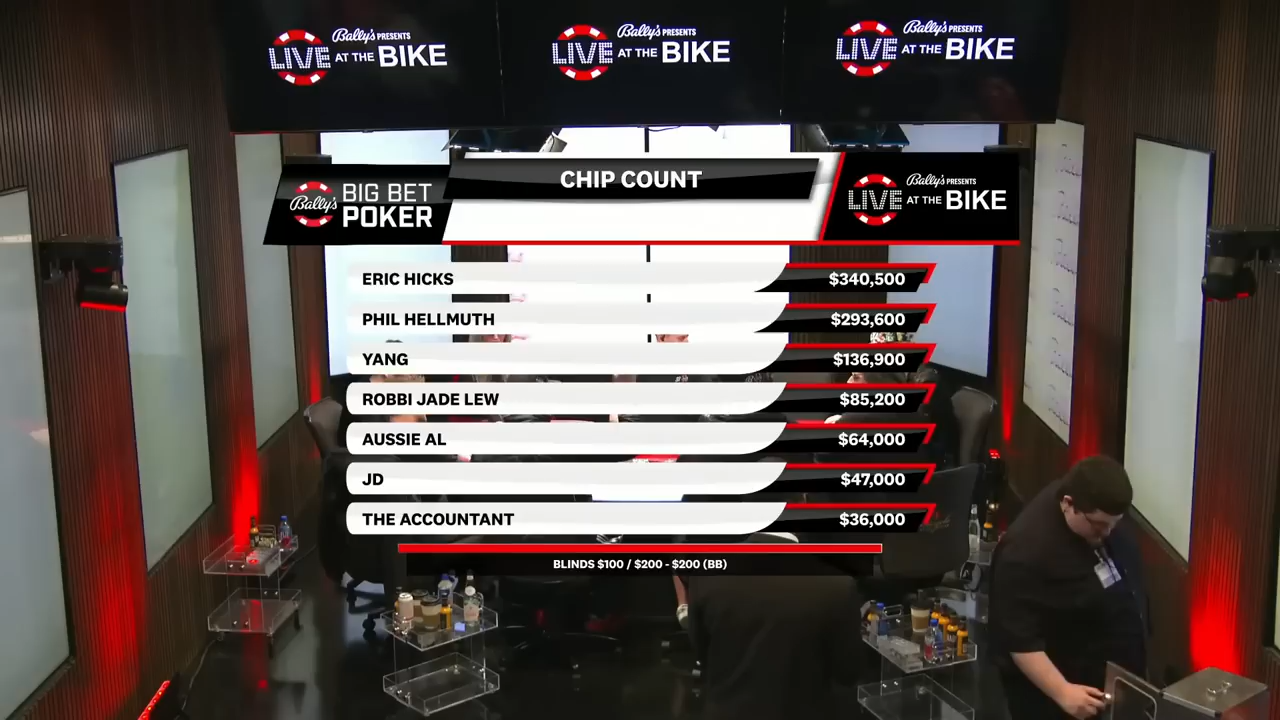 Bally's PRESENTS
LIVE AT THE BIKE
Bally's PRESENTS
LIVE AT THE BIKE
Bally's PRESENTS
LIVE AT THE BIKE
Bally's BIG BET POKER
CHIP COUNT
Bally's PRESENTS
LIVE AT THE BIKE
ERIC HICKS $340,500
PHIL HELLMUTH $293,600
YANG $136,900
ROBBI JADE LEW $85,200
AUSSIE AL $64,000
JD $47,000
THE ACCOUNTANT $36,000
BLINDS $100 / $200 - $200 (BB)